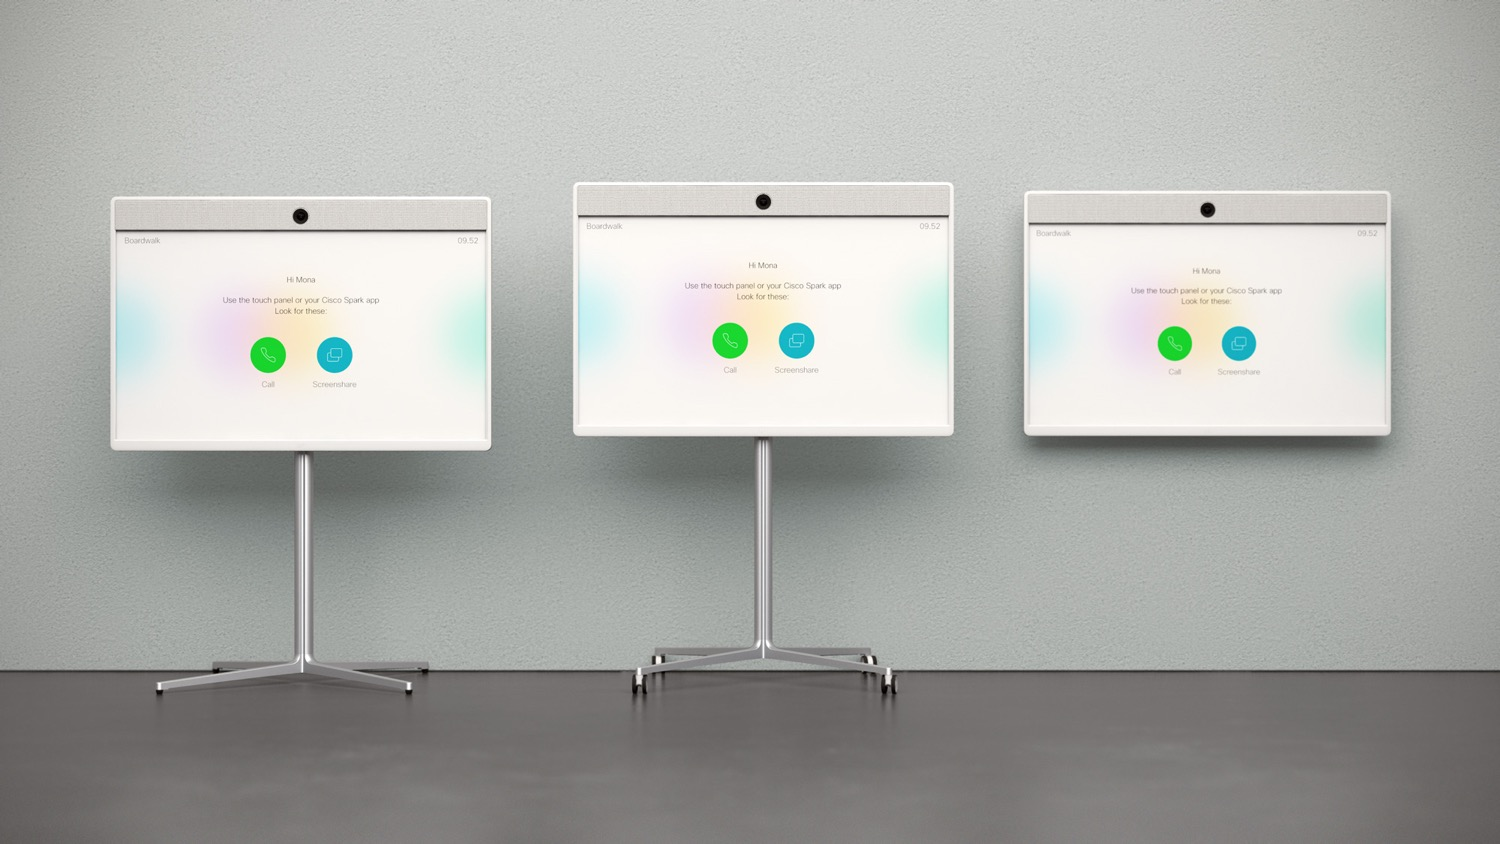 Boardwalk
09.52
Hi Mona
Use the touch panel or your Cisco Spark app
Look for these:
Call
Screenshare
Boardwalk
09.52
Hi Mona
Use the touch panel or your Cisco Spark app
Look for these:
Call
Screenshare
Boardwalk
09.52
Hi Mona
Use the touch panel or your Cisco Spark app
Look for these:
Call
Screenshare